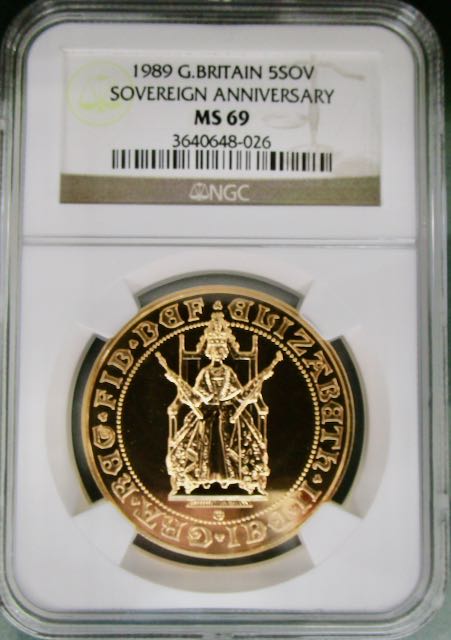 1989 G.BRITAIN 5SOV
SOVEREIGN ANNIVERSARY
MS 69
3640648-026
NGC
ELIZABETH·II·DEI·GRA·REG·FID·DEF